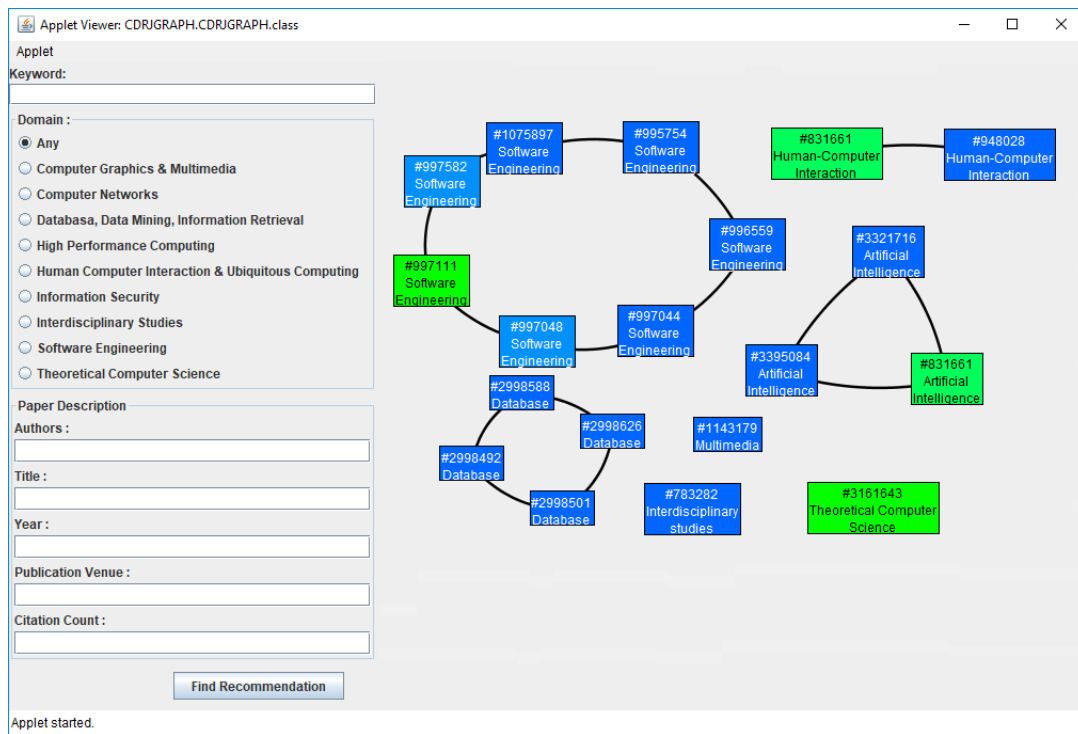 Applet Viewer: CDRJGRAPH.CDRJGRAPH.class
Applet
Keyword:
Domain :
Any
Computer Graphics & Multimedia
Computer Networks
Databasa, Data Mining, Information Retrieval
High Performance Computing
Human Computer Interaction & Ubiquitous Computing
Information Security
Interdisciplinary Studies
Software Engineering
Theoretical Computer Science
Paper Description
Authors :
Title :
Year :
Publication Venue :
Citation Count :
Find Recommendation
Applet started.
#1075897
Software
Engineering
#995754
Software
Engineering
#997582
Software
Engineering
#996559
Software
Engineering
#997111
Software
Engineering
#997044
Software
Engineering
#997048
Software
Engineering
#831661
Human-Computer
Interaction
#948028
Human-Computer
Interaction
#3321716
Artificial
Intelligence
#3395084
Artificial
Intelligence
#831661
Artificial
Intelligence
#2998588
Database
#2998626
Database
#2998492
Database
#2998501
Database
#1143179
Multimedia
#783282
Interdisciplinary
studies
#3161643
Theoretical Computer
Science